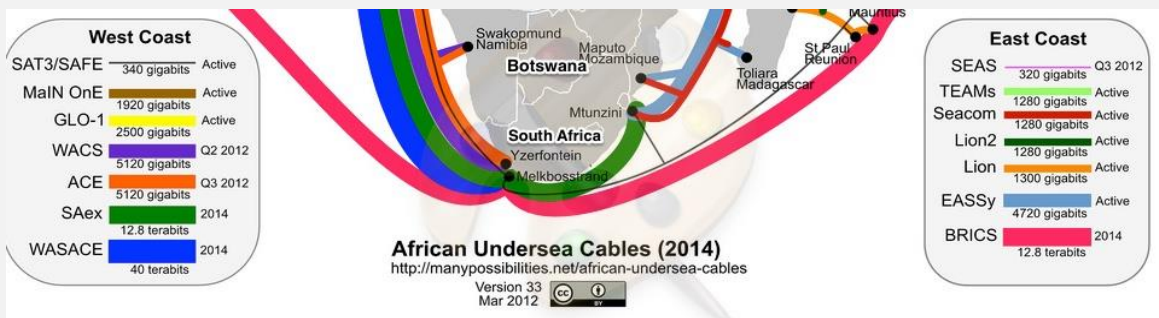 West Coast
SAT3/SAFE
340 gigabits
Active
MaIN OnE
1920 gigabits
Active
GLO-1
2500 gigabits
Active
WACS
5120 gigabits
Q2 2012
ACE
5120 gigabits
Q3 2012
SAex
12.8 terabits
2014
WASACE
40 terabits
2014
Swakopmund
Namibia
Botswana
Maputo
Mozambique
Mtunzini
South Africa
Yzerfontein
Melkbosstrand
Toliara
Madagascar
St Paul
Reunion
Mauritius
African Undersea Cables (2014)
http://manypossibilities.net/african-undersea-cables
Version 33
Mar 2012
cc
BY
East Coast
SEAS
320 gigabits
Q3 2012
TEAMs
1280 gigabits
Active
Seacom
1280 gigabits
Active
Lion2
1280 gigabits
Active
Lion
1300 gigabits
Active
EASSy
4720 gigabits
Active
BRICS
12.8 terabits
2014